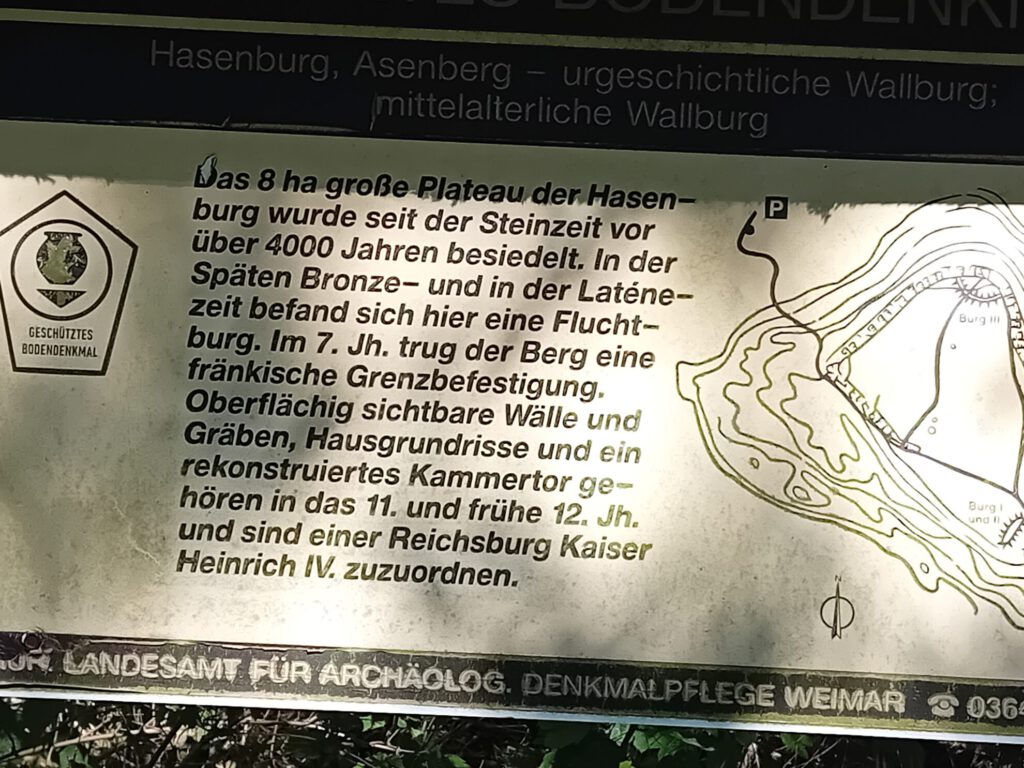 BODENDENK
Hasenburg, Asenberg – urgeschichtliche Wallburg;
mittelalterliche Wallburg
Das 8 ha große Plateau der Hasen–
burg wurde seit der Steinzeit vor
über 4000 Jahren besiedelt. In der
Späten Bronze– und in der Laténe–
zeit befand sich hier eine Flucht–
burg. Im 7. Jh. trug der Berg eine
fränkische Grenzbefestigung.
Oberflächig sichtbare Wälle und
Gräben, Hausgrundrisse und ein
rekonstruiertes Kammertor ge–
hören in das 11. und frühe 12. Jh.
und sind einer Reichsburg Kaiser
Heinrich IV. zuzuordnen.
GESCHÜTZTES
BODENDENKMAL
P
Burg III
Burg I
und II
N
LANDESAMT FÜR ARCHÄOLOG. DENKMALPFLEGE WEIMAR ☎ 0364